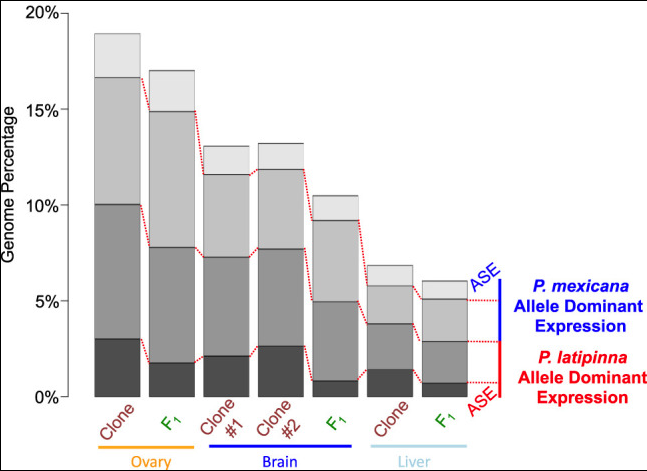 20%
15%
10%
5%
0%
Genome Percentage
Clone
F1
Clone
#1
Clone
#2
F1
Clone
F1
Ovary
Brain
Liver
ASE
P. mexicana
Allele Dominant
Expression
P. latipinna
Allele Dominant
Expression
ASE